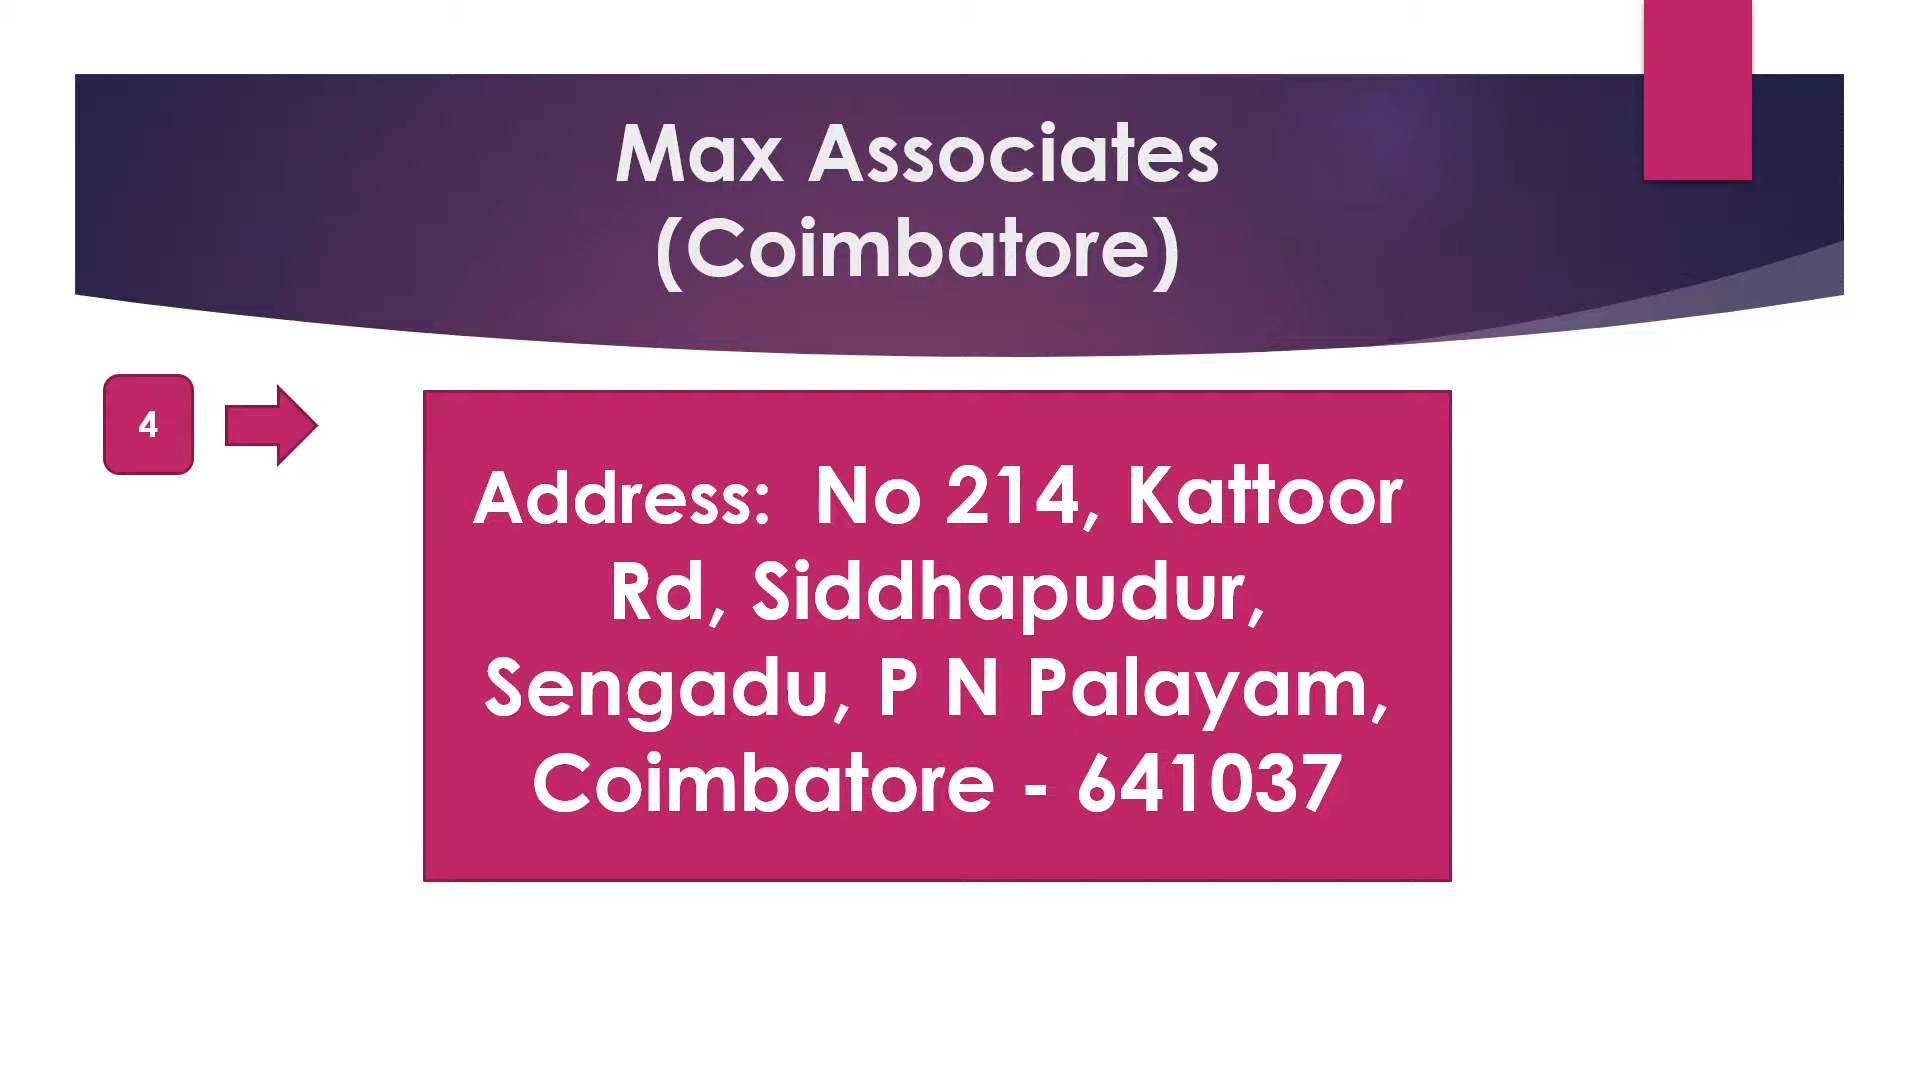 Max Associates
(Coimbatore)
4
Address: No 214, Kattoor
Rd, Siddhapudur,
Sengadu, P N Palayam,
Coimbatore - 641037